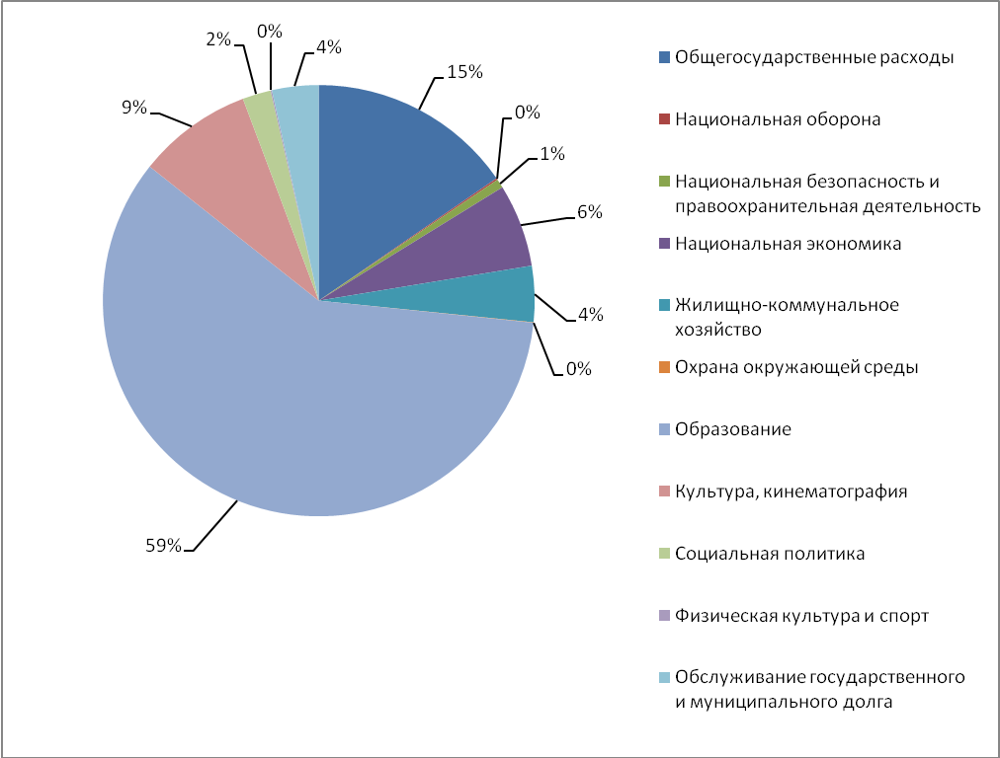 0%
2%
4%
15%
9%
0%
1%
6%
4%
0%
59%
Общегосударственные расходы
Национальная оборона
Национальная безопасность и
правоохранительная деятельность
Национальная экономика
Жилищно-коммунальное
хозяйство
Охрана окружающей среды
Образование
Культура, кинематография
Социальная политика
Физическая культура и спорт
Обслуживание государственного
и муниципального долга